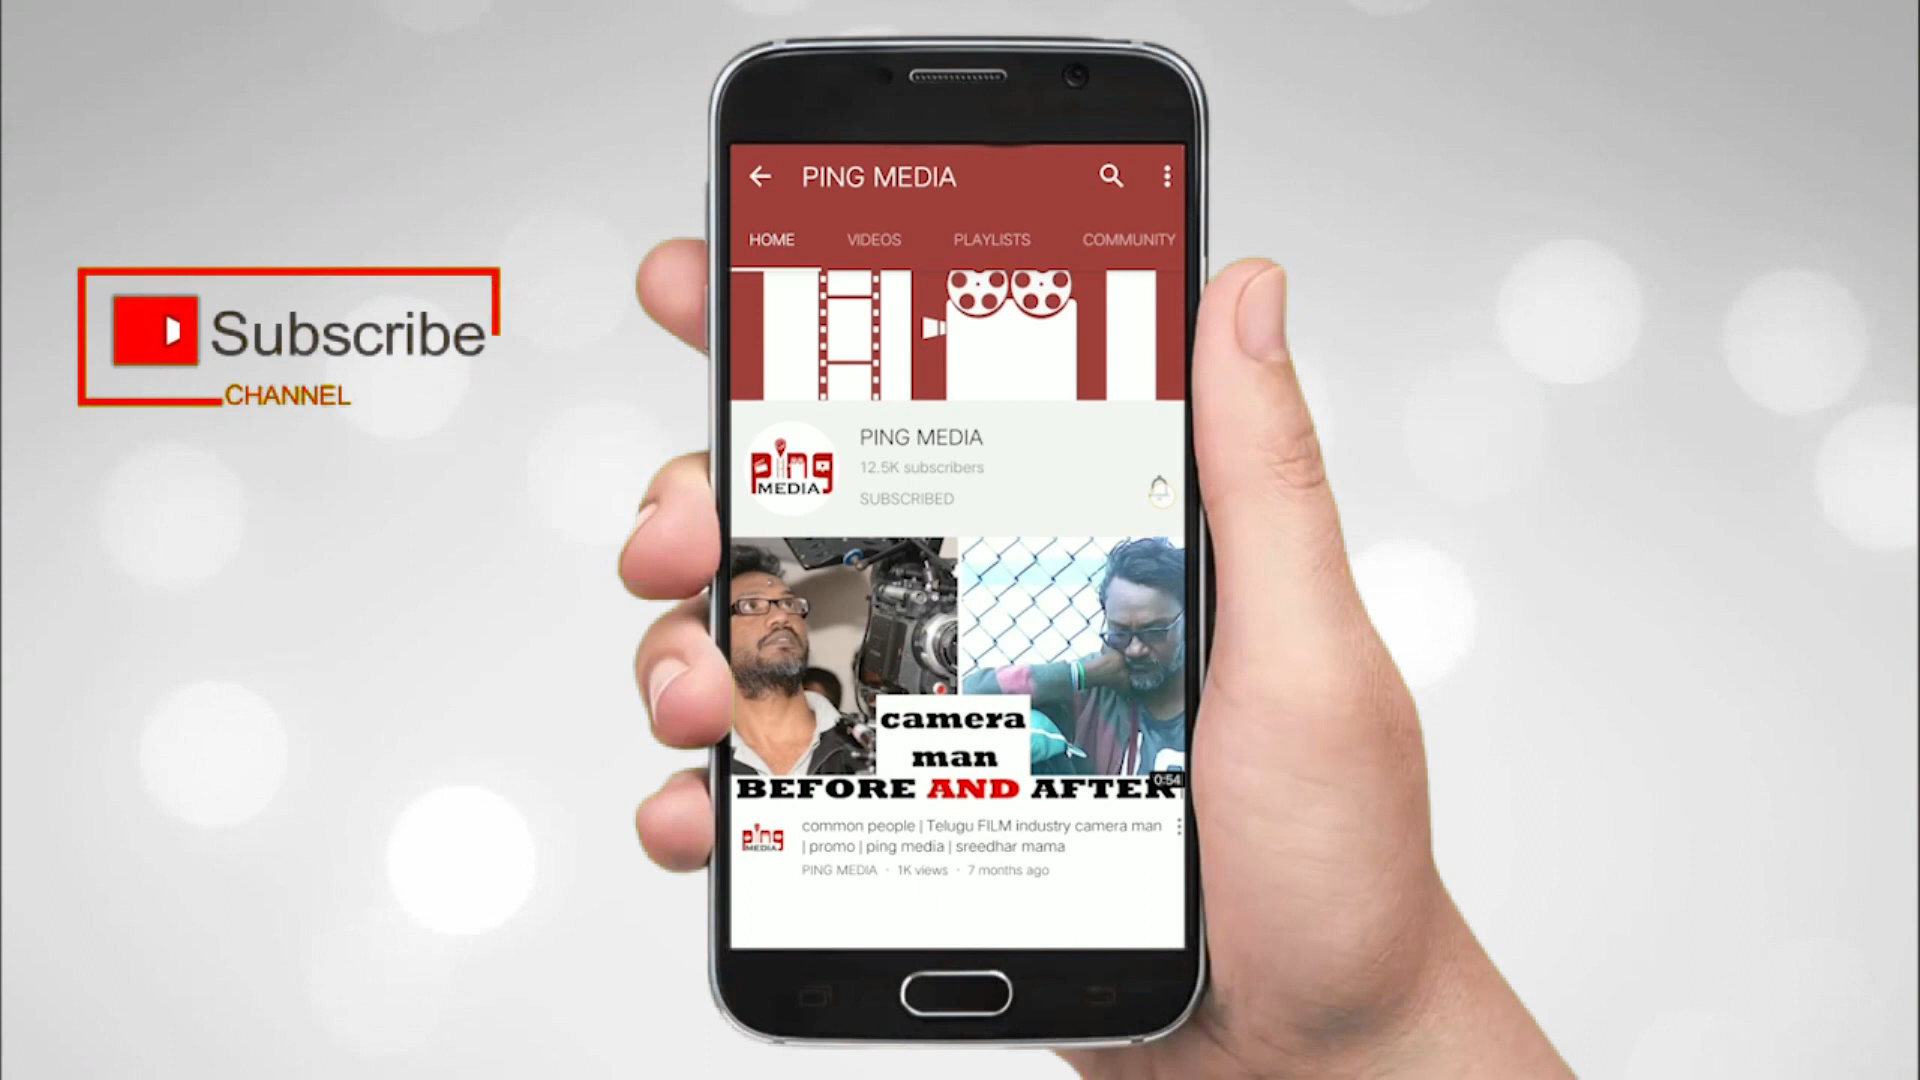 Subscribe
CHANNEL
PING MEDIA
HOME VIDEOS PLAYLISTS COMMUNITY
ping
MEDIA
PING MEDIA
12.5K subscribers
SUBSCRIBED
camera
man
BEFORE AND AFTER
0:54
ping
MEDIA
common people | Telugu FILM industry camera man
| promo | ping media | sreedhar mama
PING MEDIA · 1K views · 7 months ago